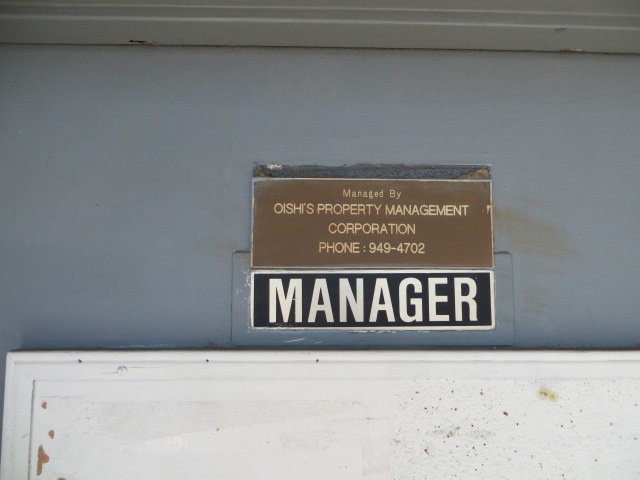 Managed By
OISHI'S PROPERTY MANAGEMENT
CORPORATION
PHONE : 949-4702
MANAGER